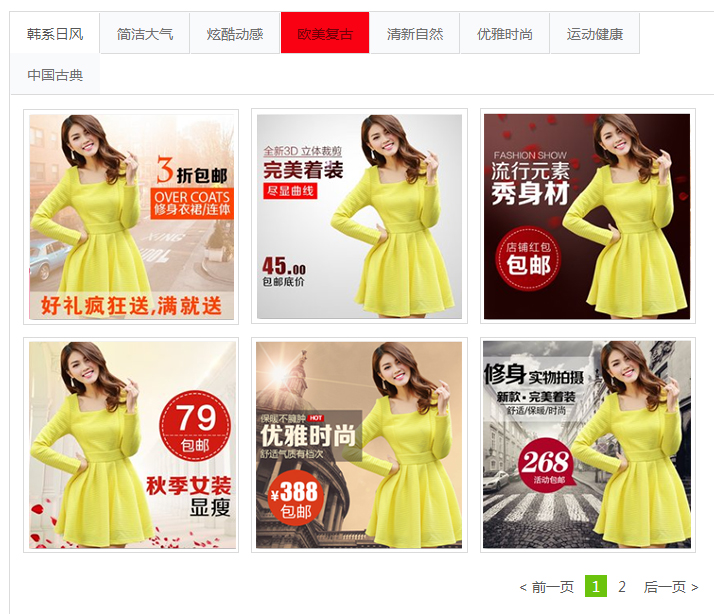 韩系日风 简洁大气 炫酷动感 欧美复古 清新自然 优雅时尚 运动健康
中国古典
3折包邮
OVER COATS
修身衣裙/连体
XING
XOOL
好礼疯狂送,满就送
全新3D 立体裁剪
完美着装
尽显曲线
45.00
包邮底价
FASHION SHOW
流行元素
秀身材
店铺红包
包邮
79
包邮
秋季女装
显瘦
保暖不臃肿 HOT
优雅时尚
舒适气质有档次
¥388
包邮
修身 实物拍摄
新款·完美着装
舒适/保暖/时尚
268
活动包邮
< 前一页 1 2 后一页 >